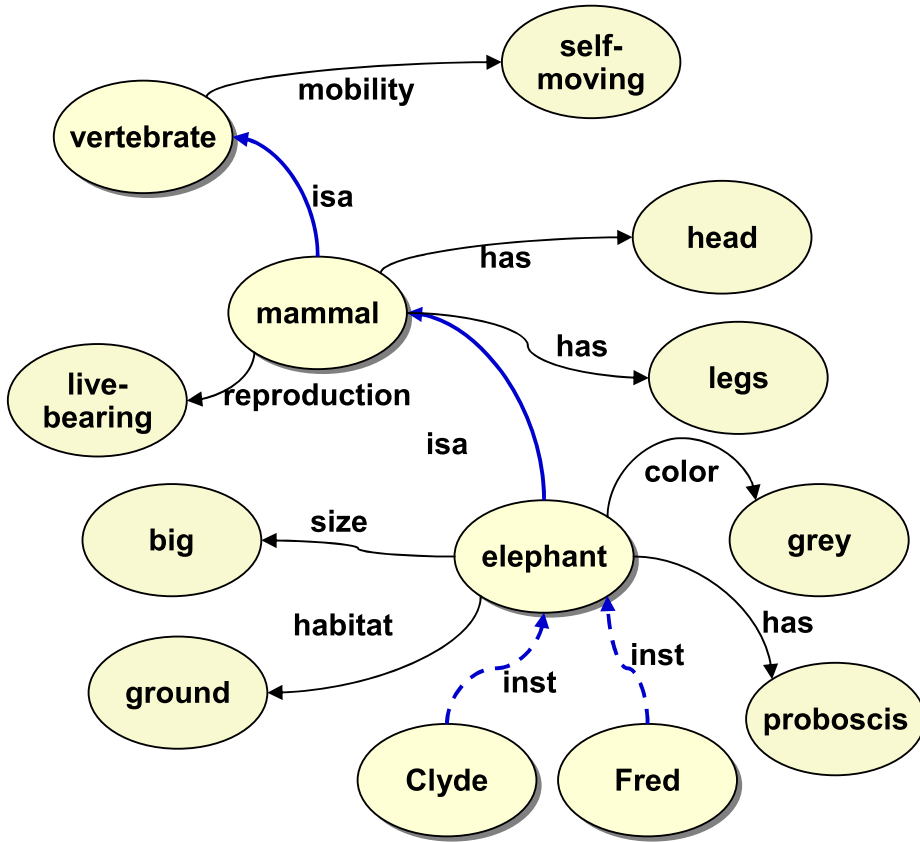 self-
moving
mobility
vertebrate
isa
head
has
mammal
has
legs
live-
bearing
reproduction
isa
color
size
big
elephant
grey
habitat
has
inst
inst
ground
proboscis
Clyde
Fred